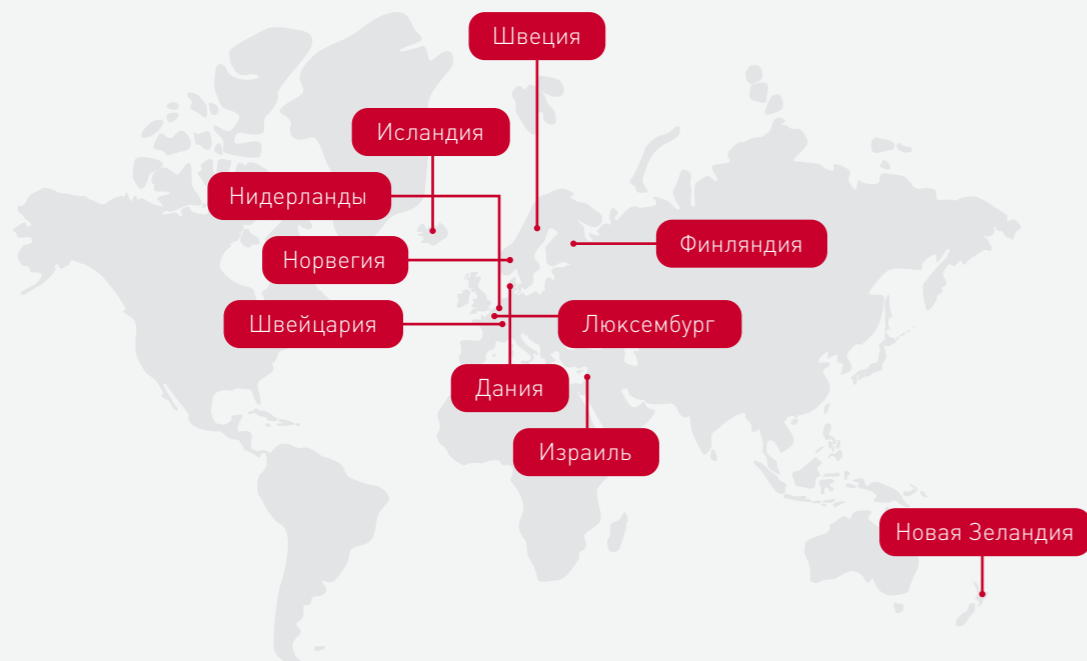 Швеция
Исландия
Нидерланды
Норвегия
Финляндия
Швейцария
Люксембург
Дания
Израиль
Новая Зеландия